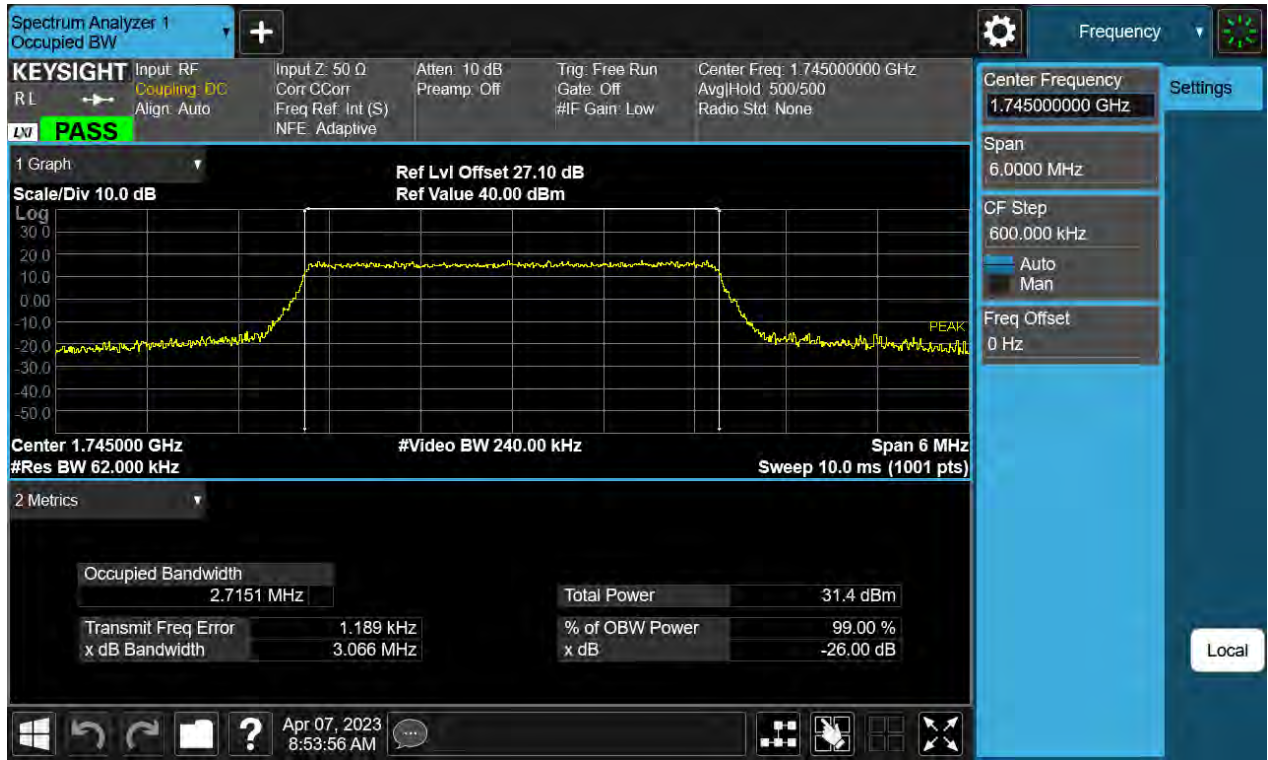 Spectrum Analyzer 1
Occupied BW
+
Frequency
KEYSIGHT
RL
LXI
PASS
Input: RF
Coupling: DC
Align: Auto
Input Z: 50 Ω
Corr CCorr
Freq Ref: Int (S)
NFE: Adaptive
Atten: 10 dB
Preamp: Off
Trig: Free Run
Gate: Off
#IF Gain: Low
Center Freq: 1.745000000 GHz
Avg|Hold: 500/500
Radio Std: None
Center Frequency
1.745000000 GHz
Settings
Span
6.0000 MHz
CF Step
600.000 kHz
Auto
Man
Freq Offset
0 Hz
1 Graph
Scale/Div 10.0 dB
Ref Lvl Offset 27.10 dB
Ref Value 40.00 dBm
Log
30.0
20.0
10.0
0.00
-10.0
-20.0
-30.0
-40.0
-50.0
PEAK
Center 1.745000 GHz
#Video BW 240.00 kHz
Span 6 MHz
#Res BW 62.000 kHz
Sweep 10.0 ms (1001 pts)
2 Metrics
Occupied Bandwidth
2.7151 MHz
Total Power 31.4 dBm
Transmit Freq Error 1.189 kHz
% of OBW Power 99.00 %
x dB Bandwidth 3.066 MHz
x dB -26.00 dB
Local
?
Apr 07, 2023
8:53:56 AM